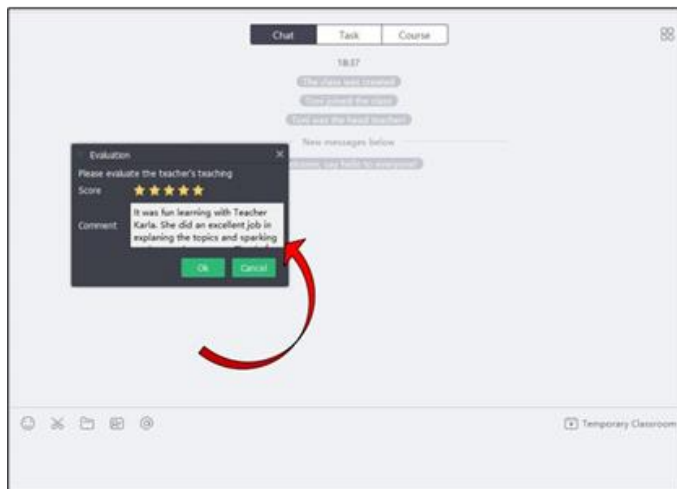 Chat Task Course
18:37
The class was created
Toni joined the class
Toni was the head teacher!
New messages below
say hello to everyone!
Evaluation
Please evaluate the teacher's teaching
Score
Comment
It was fun learning with Teacher
Karla. She did an excellent job in
explaning the topics and sparking
Ok Cancel
Temporary Classroom